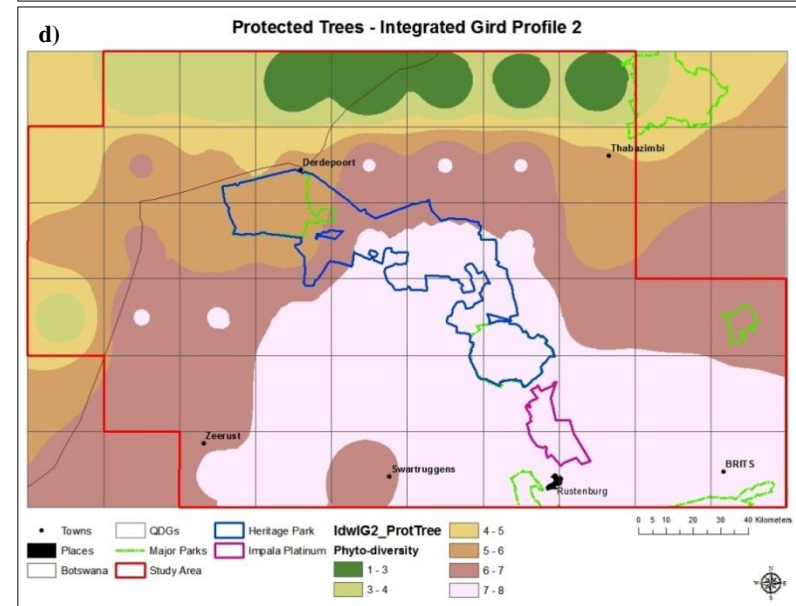 d)
Protected Trees - Integrated Gird Profile 2
Derdepoort
Thabazimbi
Zeerust
Swartruggens
BRITS
Rustenburg
Towns
QDGs
Heritage Park
IdwIG2_ProtTree
4 - 5
0 5 10 20 30 40 Kilometers
Places
Major Parks
Impala Platinum
Phyto-diversity
5 - 6
Botswana
Study Area
1 - 3
6 - 7
3 - 4
7 - 8